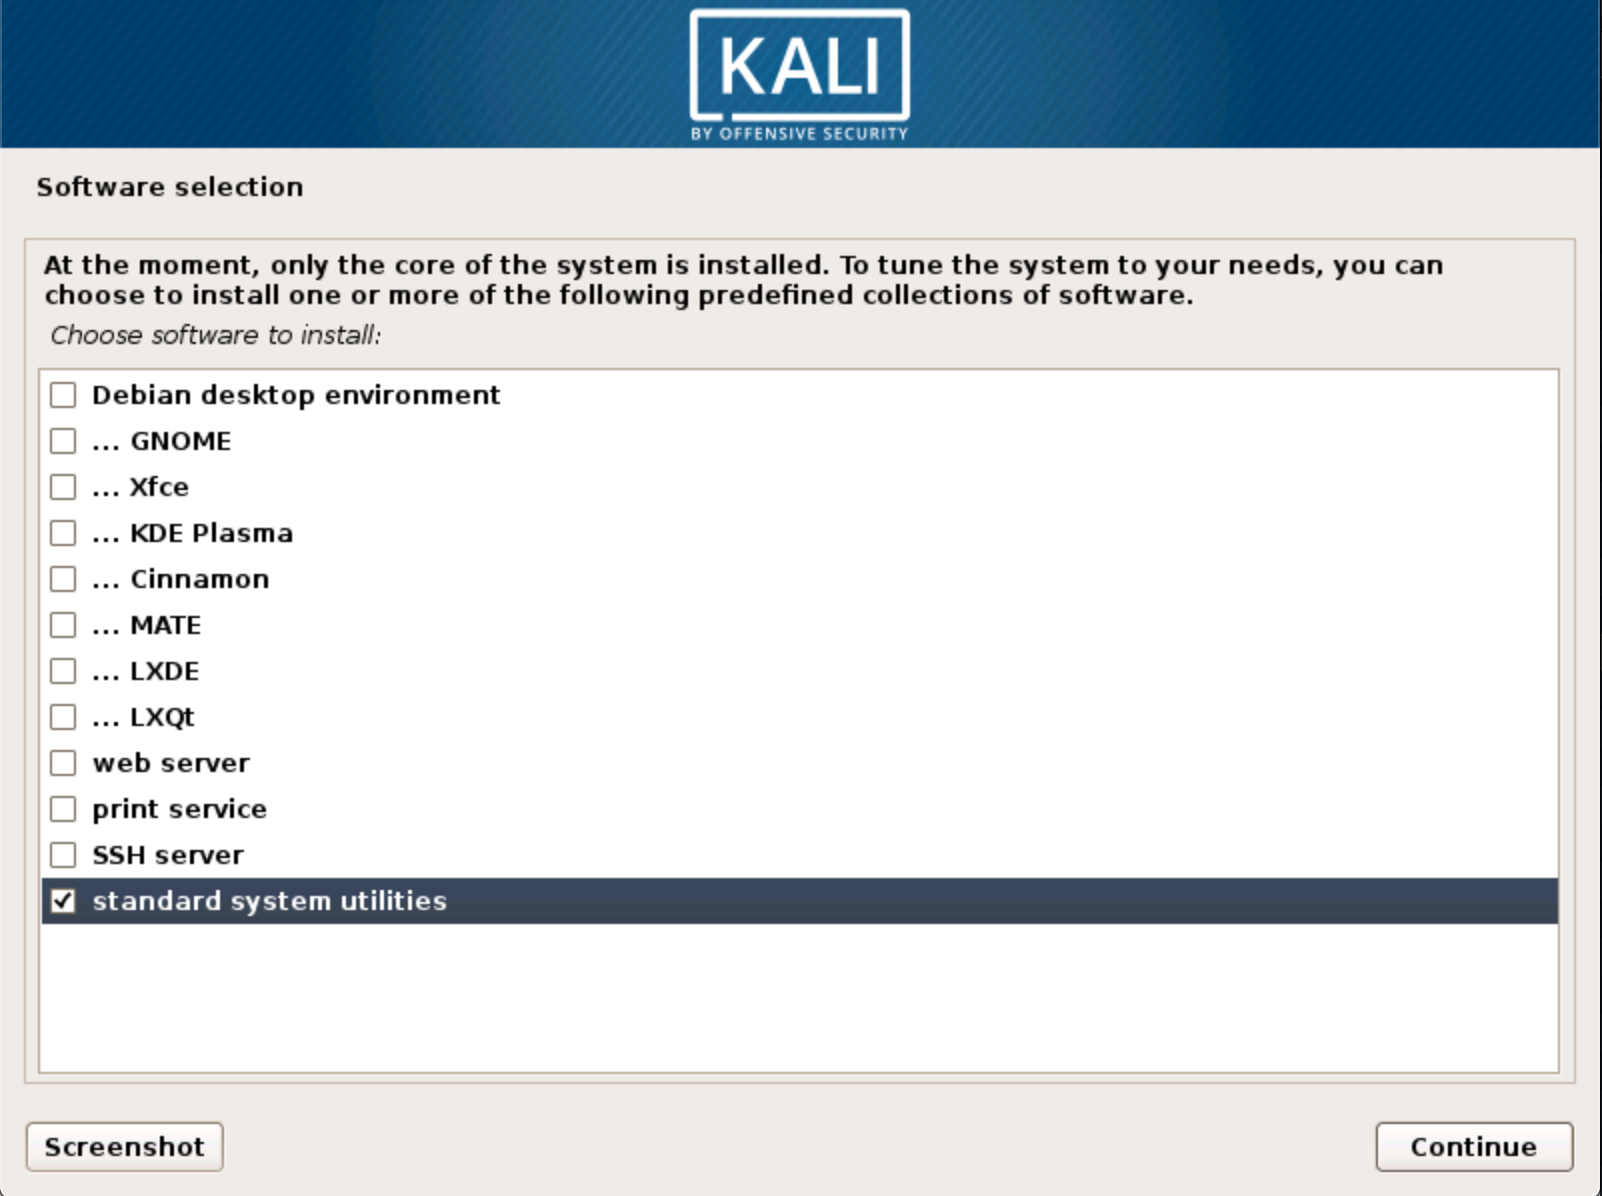 KALI
BY OFFENSIVE SECURITY
Software selection
At the moment, only the core of the system is installed. To tune the system to your needs, you can
choose to install one or more of the following predefined collections of software.
Choose software to install:
Debian desktop environment
... GNOME
... Xfce
... KDE Plasma
... Cinnamon
... MATE
... LXDE
... LXQt
web server
print service
SSH server
standard system utilities
Screenshot
Continue